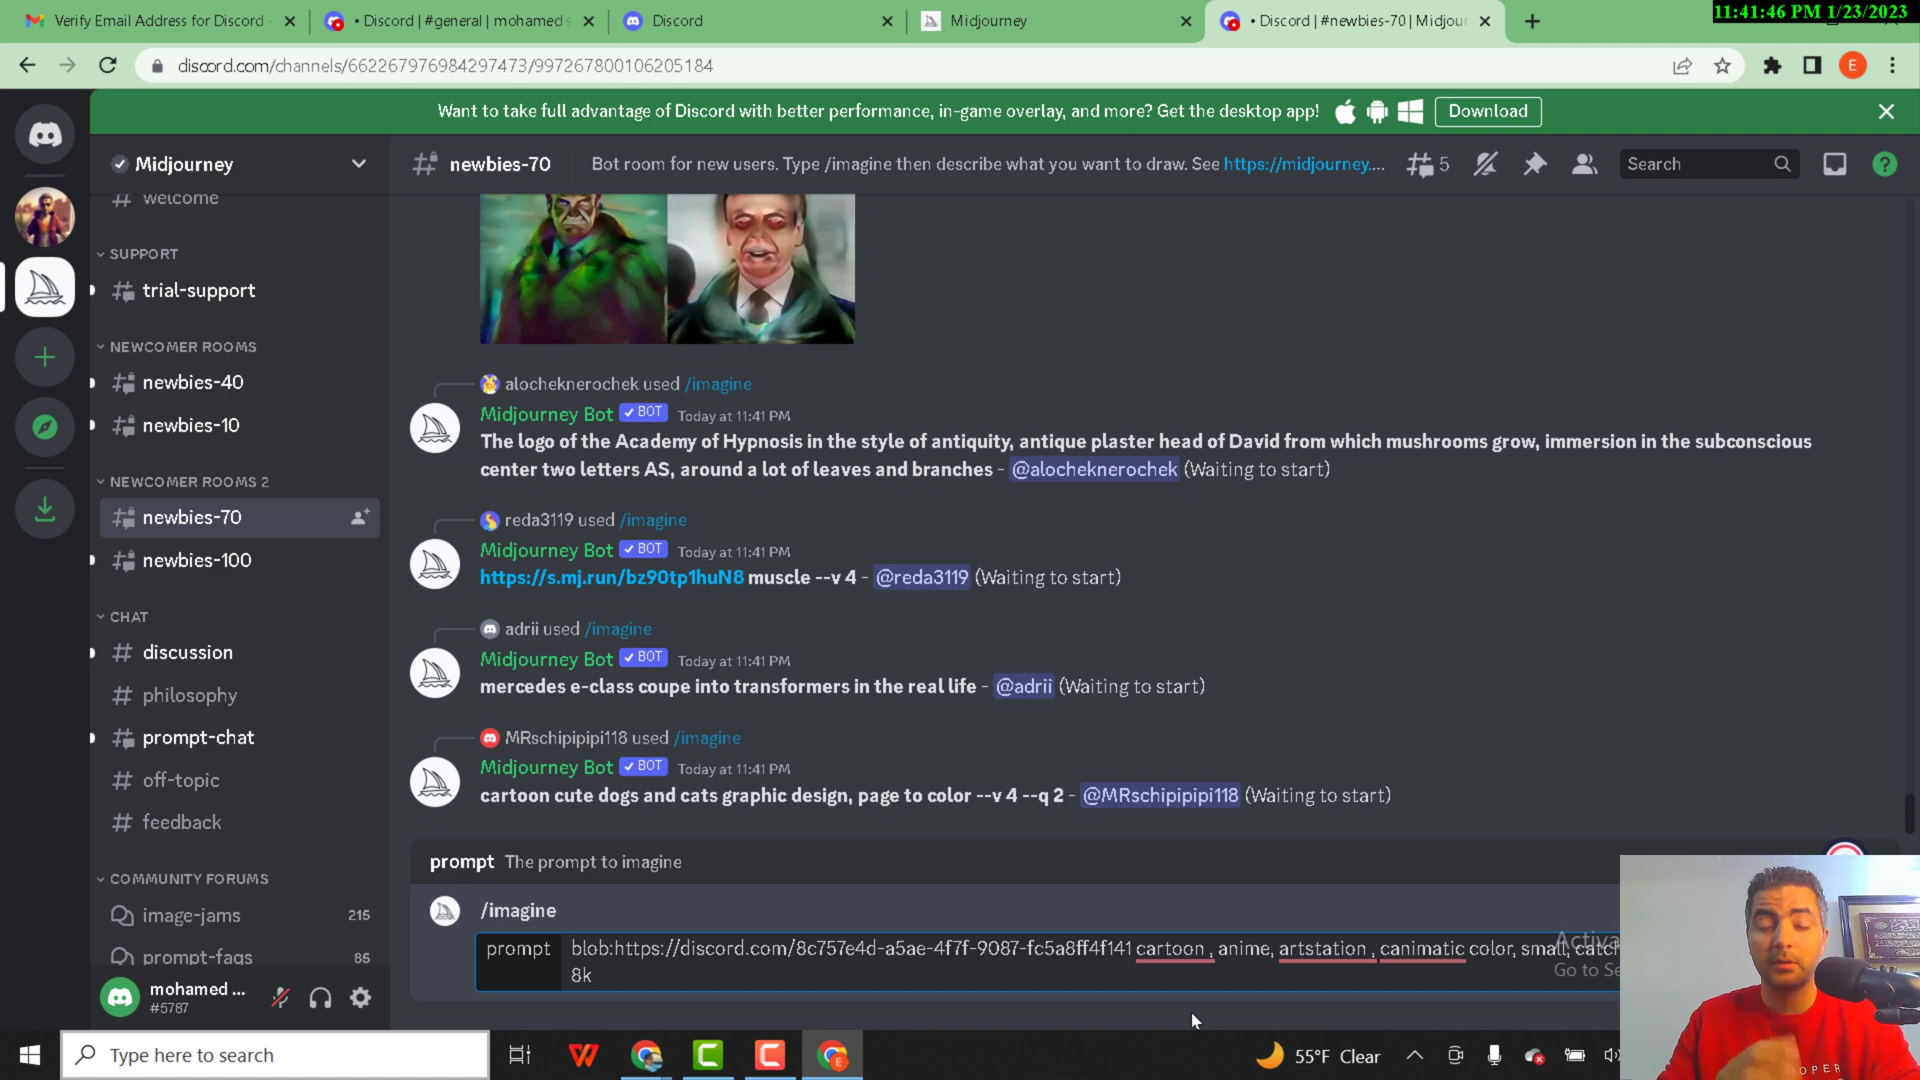 11:41:46 PM 1/23/2023
Verify Email Address for Discord -
• Discord | #general | mohamed s
Discord
Midjourney
• Discord | #newbies-70 | Midjour
discord.com/channels/662267976984297473/997267800106205184
E
Want to take full advantage of Discord with better performance, in-game overlay, and more? Get the desktop app!
Download
Midjourney
newbies-70
Bot room for new users. Type /imagine then describe what you want to draw. See https://midjourney....
5
Search
welcome
SUPPORT
trial-support
NEWCOMER ROOMS
newbies-40
newbies-10
NEWCOMER ROOMS 2
newbies-70
newbies-100
CHAT
discussion
philosophy
prompt-chat
off-topic
feedback
COMMUNITY FORUMS
image-jams 215
prompt-faqs 85
mohamed ...
#5787
alocheknerochek used /imagine
Midjourney Bot BOT Today at 11:41 PM
The logo of the Academy of Hypnosis in the style of antiquity, antique plaster head of David from which mushrooms grow, immersion in the subconscious
center two letters AS, around a lot of leaves and branches - @alocheknerochek (Waiting to start)
reda3119 used /imagine
Midjourney Bot BOT Today at 11:41 PM
https://s.mj.run/bz90tp1huN8 muscle --v 4 - @reda3119 (Waiting to start)
adrii used /imagine
Midjourney Bot BOT Today at 11:41 PM
mercedes e-class coupe into transformers in the real life - @adrii (Waiting to start)
MRschipipipi118 used /imagine
Midjourney Bot BOT Today at 11:41 PM
cartoon cute dogs and cats graphic design, page to color --v 4 --q 2 - @MRschipipipi118 (Waiting to start)
prompt The prompt to imagine
/imagine
prompt blob:https://discord.com/8c757e4d-a5ae-4f7f-9087-fc5a8ff4f141 cartoon , anime, artstation , canimatic color, small, catch
8k
Activa
Go to Se
Type here to search
55°F Clear
OPER